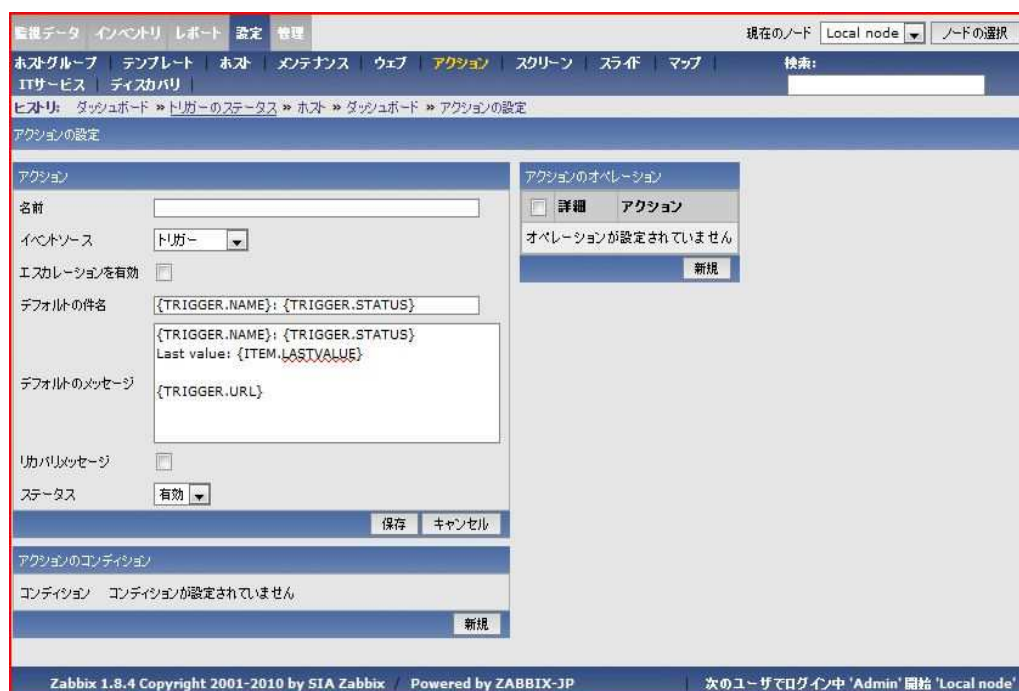 監視データ インベントリ レポート 設定 管理 現在のノード Local node ノードの選択
ホストグループ | テンプレート | ホスト | メンテナンス | ウェブ | アクション | スクリーン | スライド | マップ | 検索:
ITサービス | ディスカバリ |
ヒストリ: ダッシュボード » トリガーのステータス » ホスト » ダッシュボード » アクションの設定
アクションの設定
アクション
名前
イベントソース トリガー
エスカレーションを有効
デフォルトの件名 {TRIGGER.NAME}: {TRIGGER.STATUS}
デフォルトのメッセージ {TRIGGER.NAME}: {TRIGGER.STATUS}
Last value: {ITEM.LASTVALUE}
{TRIGGER.URL}
リカバリメッセージ
ステータス 有効
保存 キャンセル
アクションのコンディション
コンディション コンディションが設定されていません
新規
アクションのオペレーション
詳細 アクション
オペレーションが設定されていません
新規
Zabbix 1.8.4 Copyright 2001-2010 by SIA Zabbix / Powered by ZABBIX-JP | 次のユーザでログイン中 'Admin' 開始 'Local node'